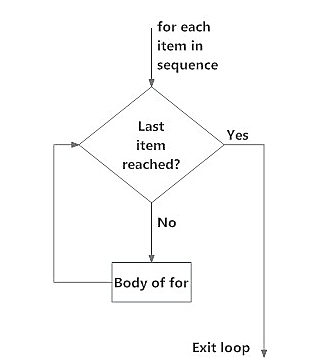 for each
item in
sequence
Last
item
reached?
Yes
No
Body of for
Exit loop